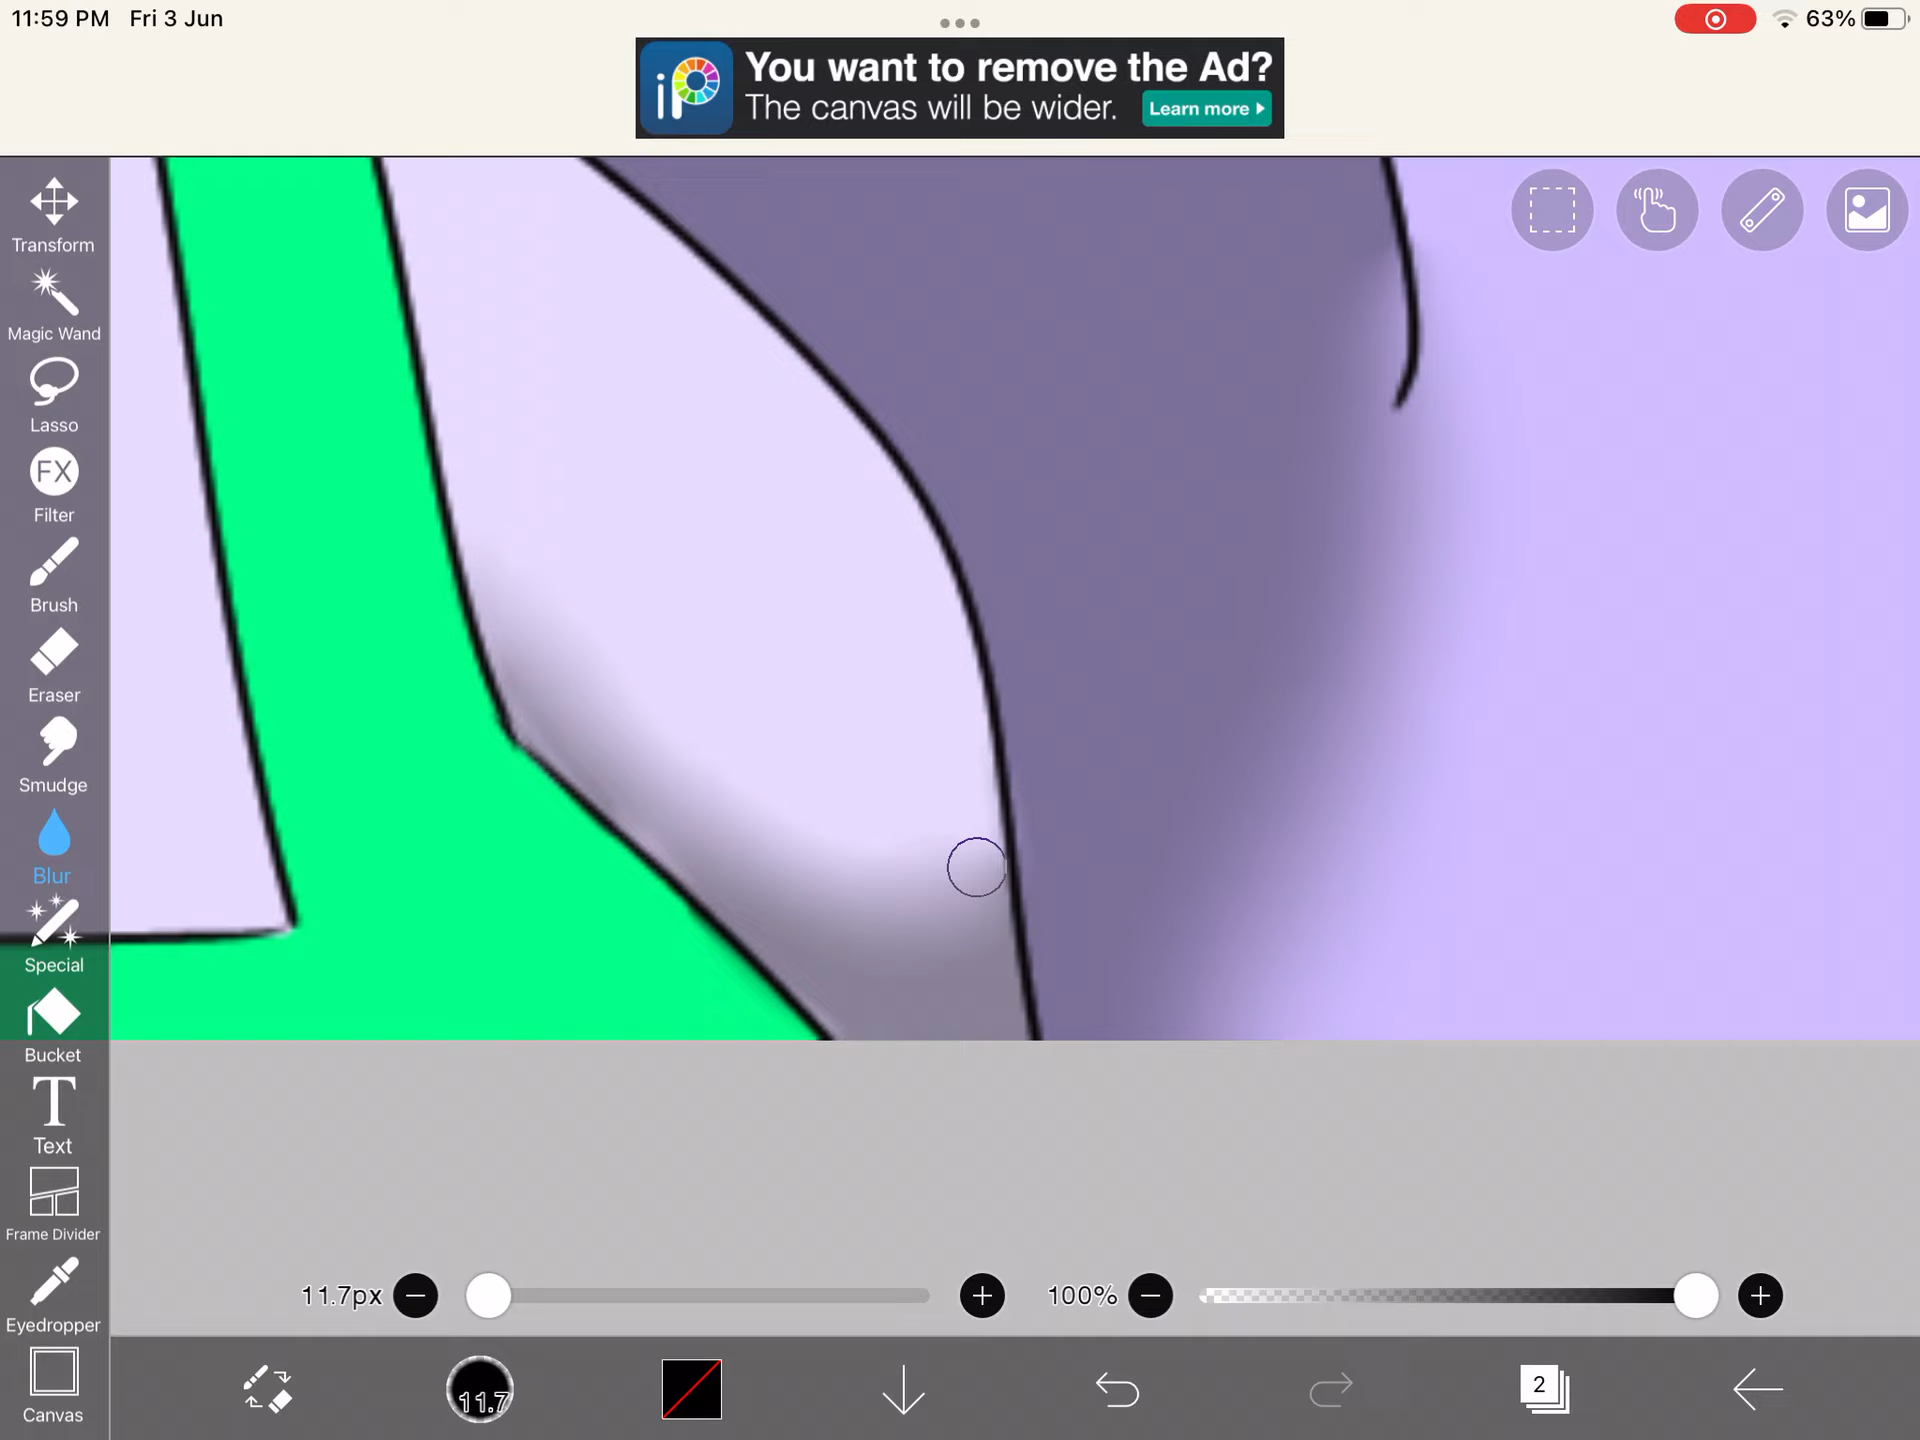 11:59 PM Fri 3 Jun
63%
iP
You want to remove the Ad?
The canvas will be wider.
Learn more
Transform
Magic Wand
Lasso
FX
Filter
Brush
Eraser
Smudge
Blur
Special
Bucket
T
Text
Frame Divider
Eyedropper
Canvas
11.7px
100%
11.7
2